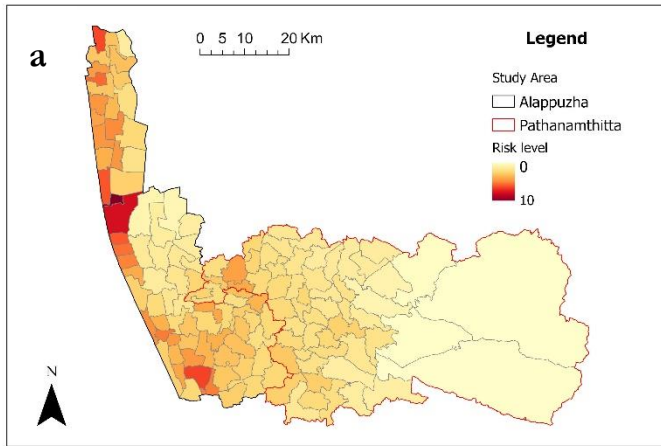 a
0 5 10 20 Km
Legend
Study Area
Alappuzha
Pathanamthitta
Risk level
0
10
N